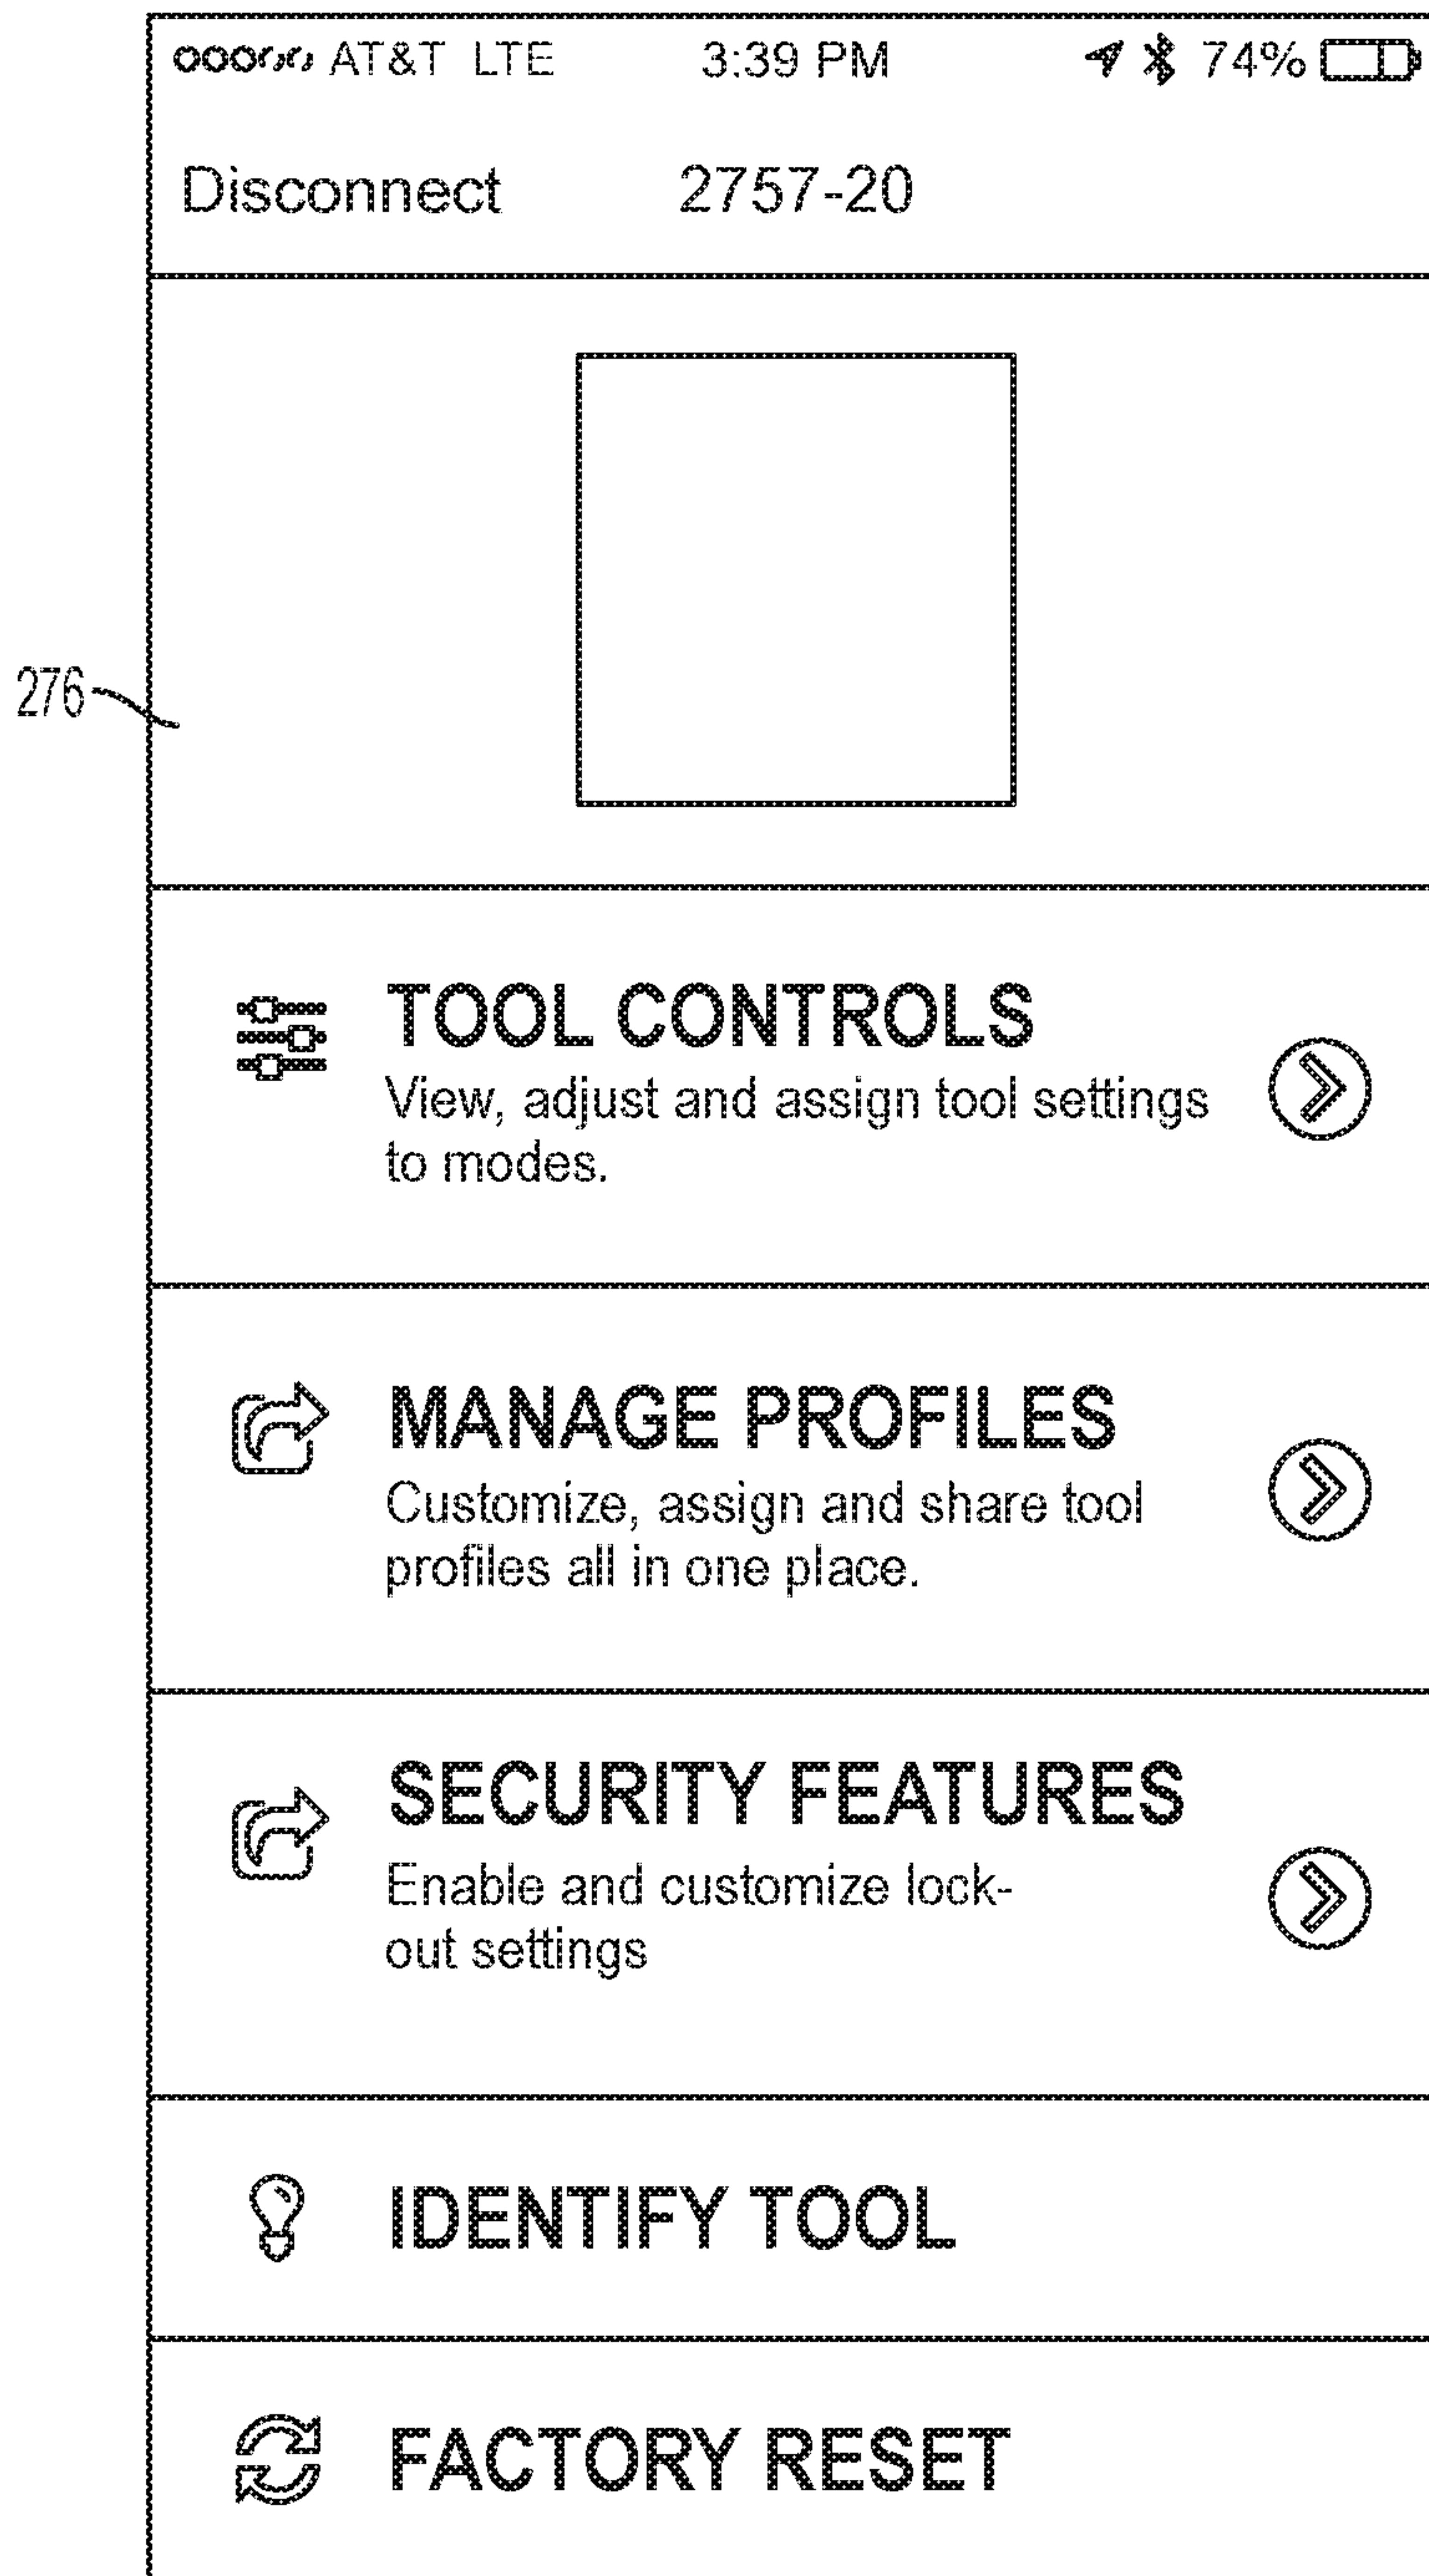 AT&T LTE 3:39 PM 74%
Disconnect 2757-20
276
TOOL CONTROLS
View, adjust and assign tool settings
to modes.
MANAGE PROFILES
Customize, assign and share tool
profiles all in one place.
SECURITY FEATURES
Enable and customize lock-
out settings
IDENTIFY TOOL
FACTORY RESET